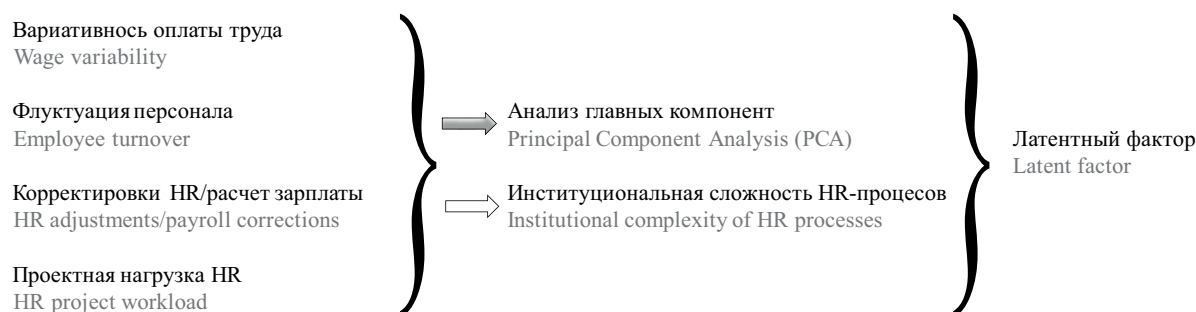 Вариативнось оплаты труда
Wage variability
Флуктуация персонала
Employee turnover
Корректировки HR/расчет зарплаты
HR adjustments/payroll corrections
Проектная нагрузка HR
HR project workload
Анализ главных компонент
Principal Component Analysis (PCA)
Институциональная сложность HR-процесов
Institutional complexity of HR processes
Латентный фактор
Latent factor